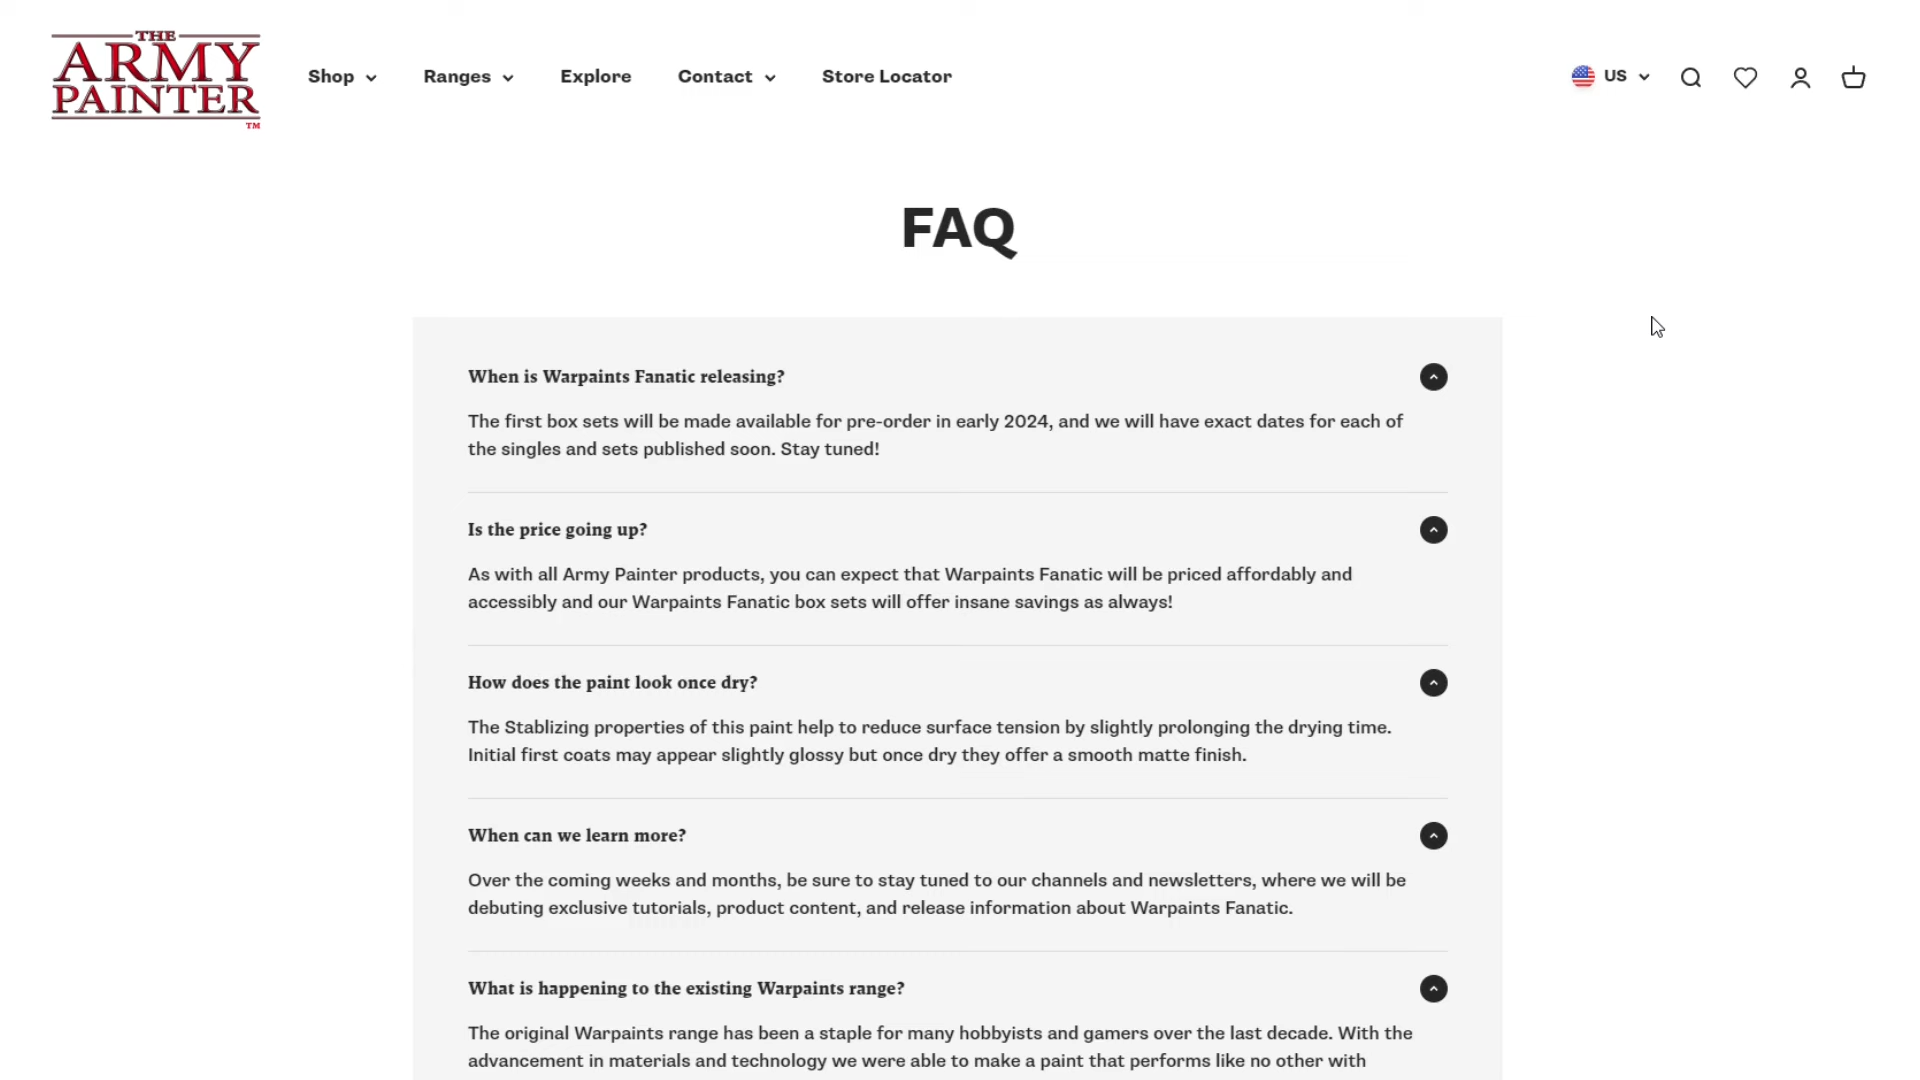 THE
ARMY
PAINTER
TM
Shop
Ranges
Explore
Contact
Store Locator
US
FAQ
When is Warpaints Fanatic releasing?
The first box sets will be made available for pre-order in early 2024, and we will have exact dates for each of
the singles and sets published soon. Stay tuned!
Is the price going up?
As with all Army Painter products, you can expect that Warpaints Fanatic will be priced affordably and
accessibly and our Warpaints Fanatic box sets will offer insane savings as always!
How does the paint look once dry?
The Stablizing properties of this paint help to reduce surface tension by slightly prolonging the drying time.
Initial first coats may appear slightly glossy but once dry they offer a smooth matte finish.
When can we learn more?
Over the coming weeks and months, be sure to stay tuned to our channels and newsletters, where we will be
debuting exclusive tutorials, product content, and release information about Warpaints Fanatic.
What is happening to the existing Warpaints range?
The original Warpaints range has been a staple for many hobbyists and gamers over the last decade. With the
advancement in materials and technology we were able to make a paint that performs like no other with